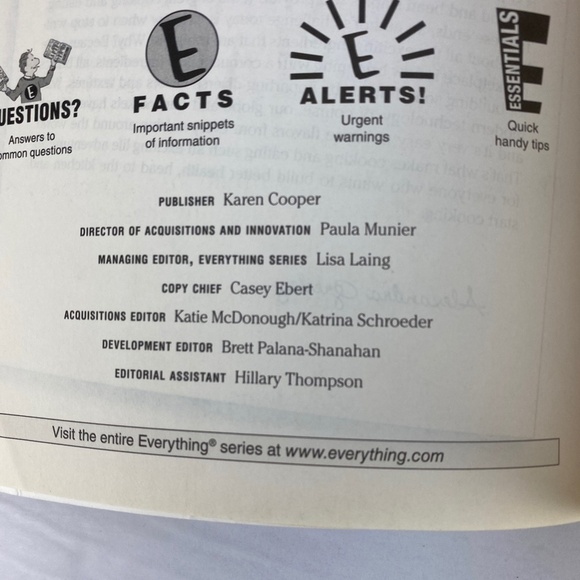 E
FACTS
Important snippets
of information
E
ALERTS!
Urgent
warnings
E
ESSENTIALS
Quick
handy tips
E
UESTIONS?
Answers to
mmon questions
PUBLISHER Karen Cooper
DIRECTOR OF ACQUISITIONS AND INNOVATION Paula Munier
MANAGING EDITOR, EVERYTHING SERIES Lisa Laing
COPY CHIEF Casey Ebert
ACQUISITIONS EDITOR Katie McDonough/Katrina Schroeder
DEVELOPMENT EDITOR Brett Palana-Shanahan
EDITORIAL ASSISTANT Hillary Thompson
Visit the entire Everything® series at www.everything.com